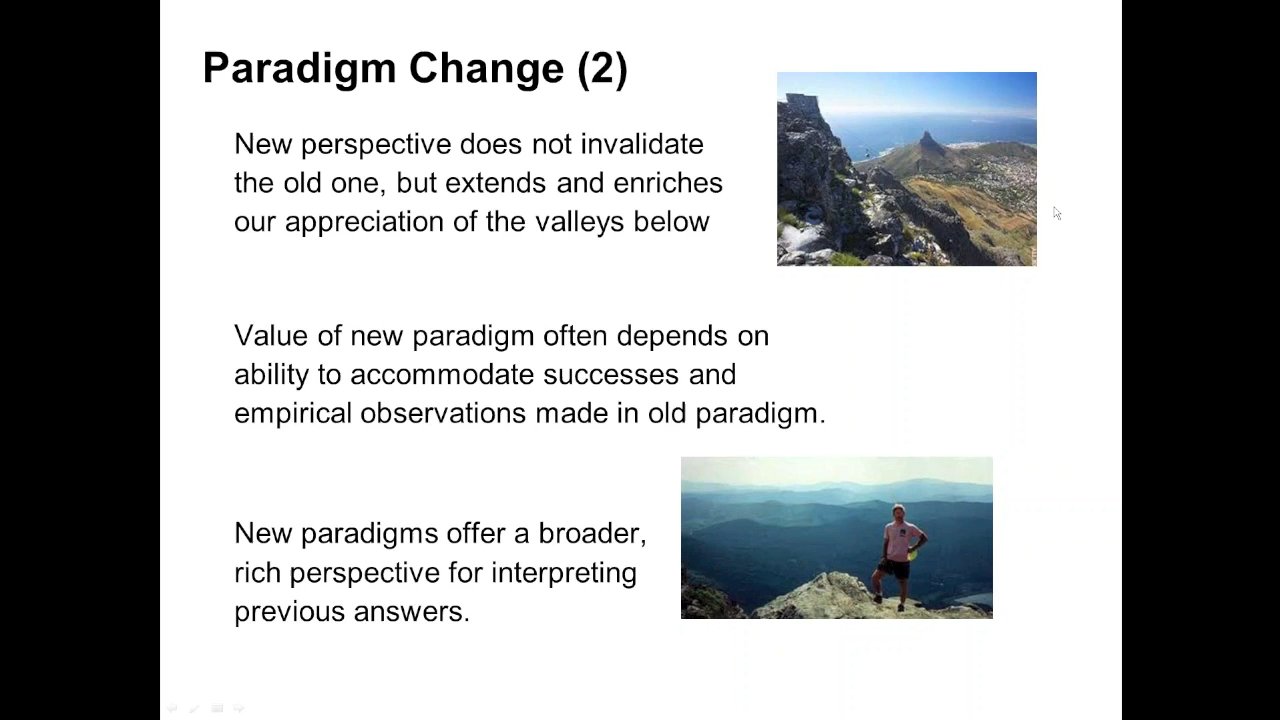 Paradigm Change (2)
New perspective does not invalidate
the old one, but extends and enriches
our appreciation of the valleys below
Value of new paradigm often depends on
ability to accommodate successes and
empirical observations made in old paradigm.
New paradigms offer a broader,
rich perspective for interpreting
previous answers.